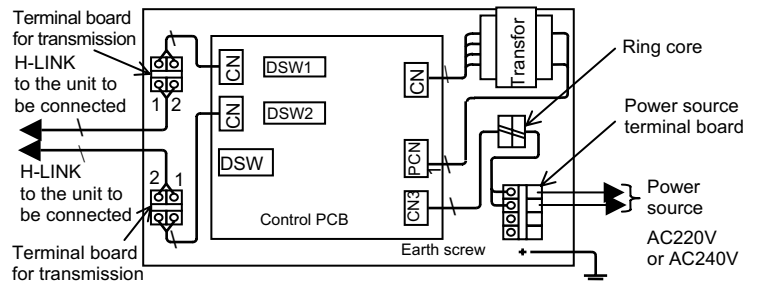 Terminal board
for transmission
H-LINK
to the unit to
be connected
1 2
CN
DSW1
CN
DSW2
DSW
Control PCB
CN
PCN
1
CN3
Transfor
Ring core
Power source
terminal board
Power
source
AC220V
or AC240V
Earth screw
H-LINK
to the unit to
be connected
2 1
Terminal board
for transmission